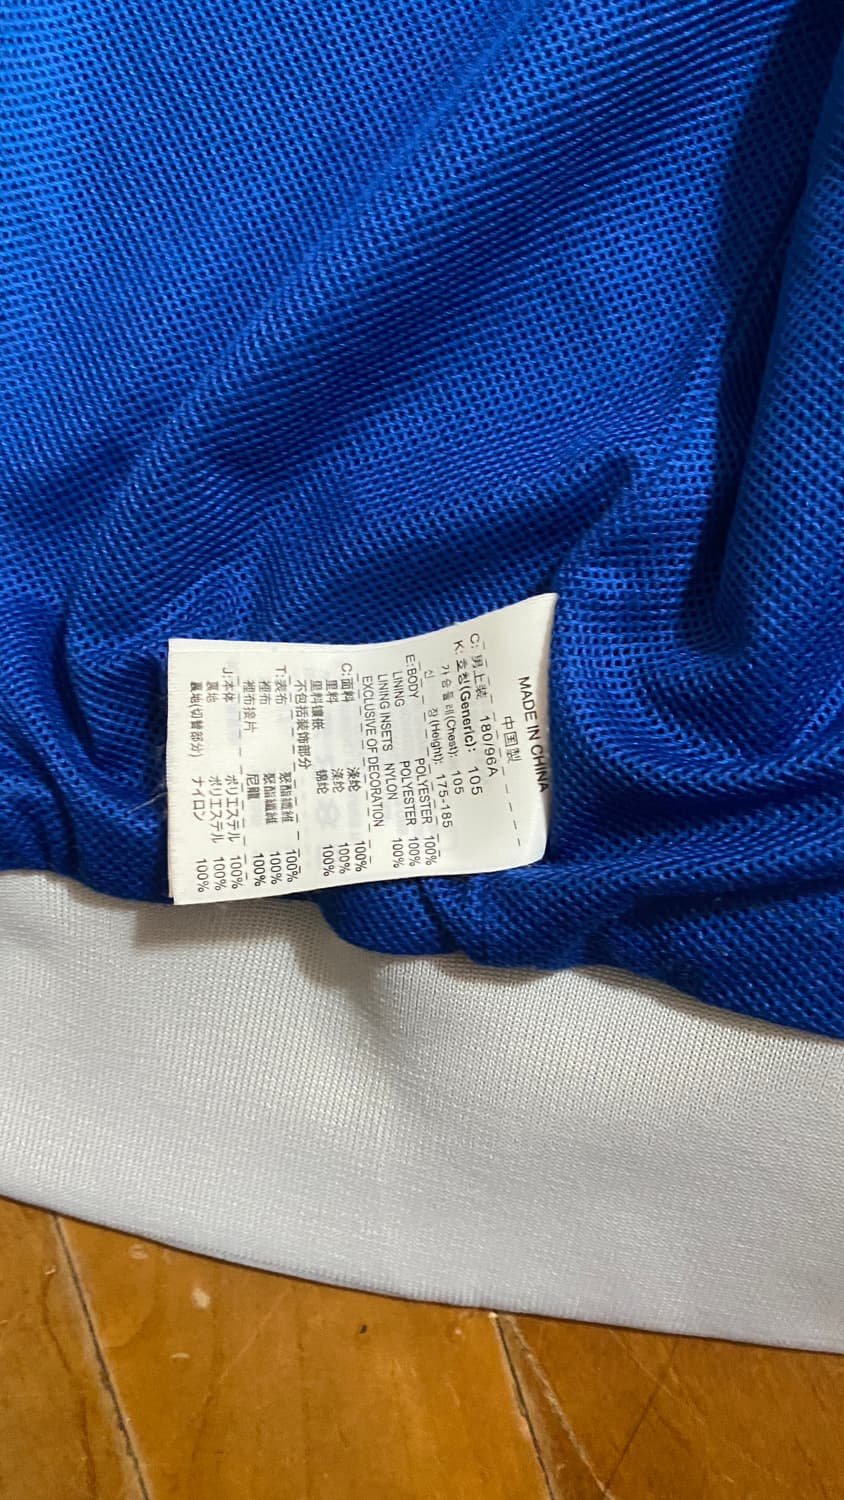 MADE IN CHINA
中国製
C: 男上装 180/96A
K: 호칭(Generic): 105
가슴둘레(Chest): 105
신 장(Height): 175-185
E:BODY POLYESTER 100%
LINING POLYESTER 100%
LINING INSETS NYLON 100%
EXCLUSIVE OF DECORATION
C:面料 涤纶 100%
里料 涤纶 100%
里料镶嵌 锦纶 100%
不包括装饰部分
T:表布 聚酯纖維 100%
裡布 聚酯纖維 100%
裡布接片 尼龍 100%
J:本体 ポリエステル 100%
裏地 ポリエステル 100%
裏地(切替部分) ナイロン 100%